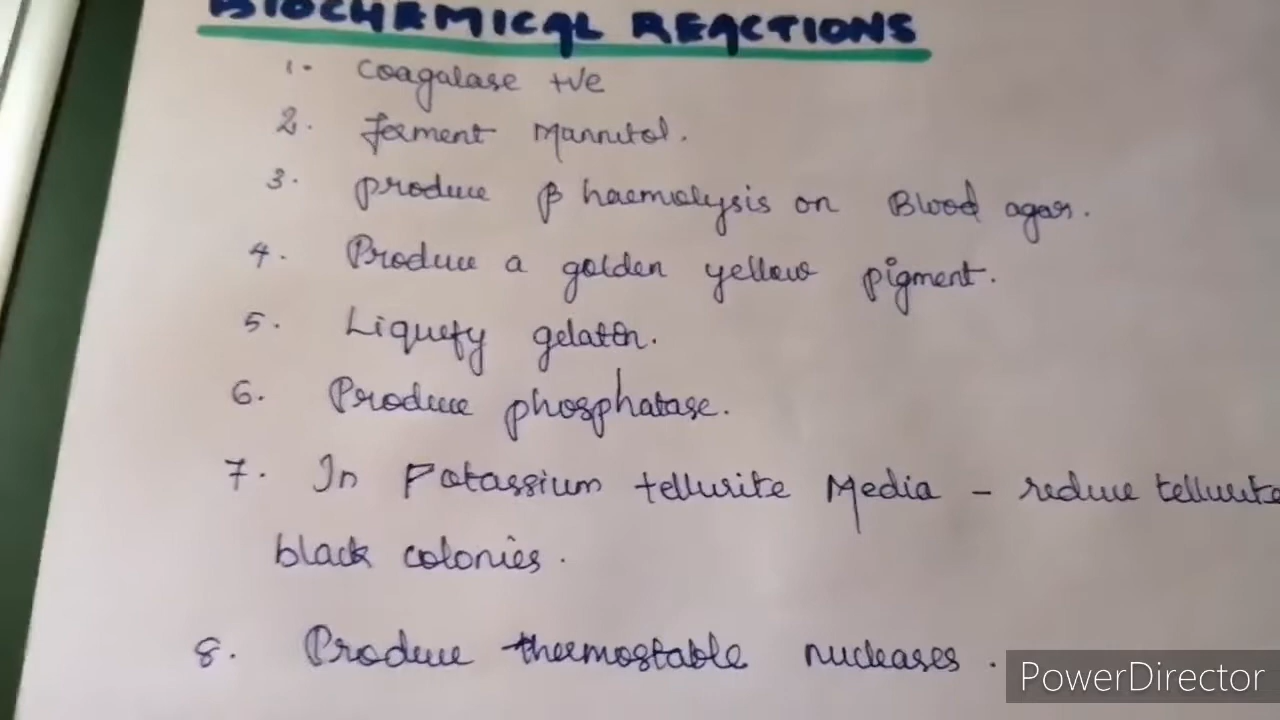 BIOCHEMICAL REACTIONS
1. Coagalase +ve
2. ferment Mannitol.
3. produce β haemolysis on Blood agar.
4. Produce a golden yellow pigment.
5. Liquefy gelatin.
6. Produce phosphatase.
7. In Potassium tellurite Media - reduce tellurite
black colonies.
8. Produce thermostable nucleases.
PowerDirector